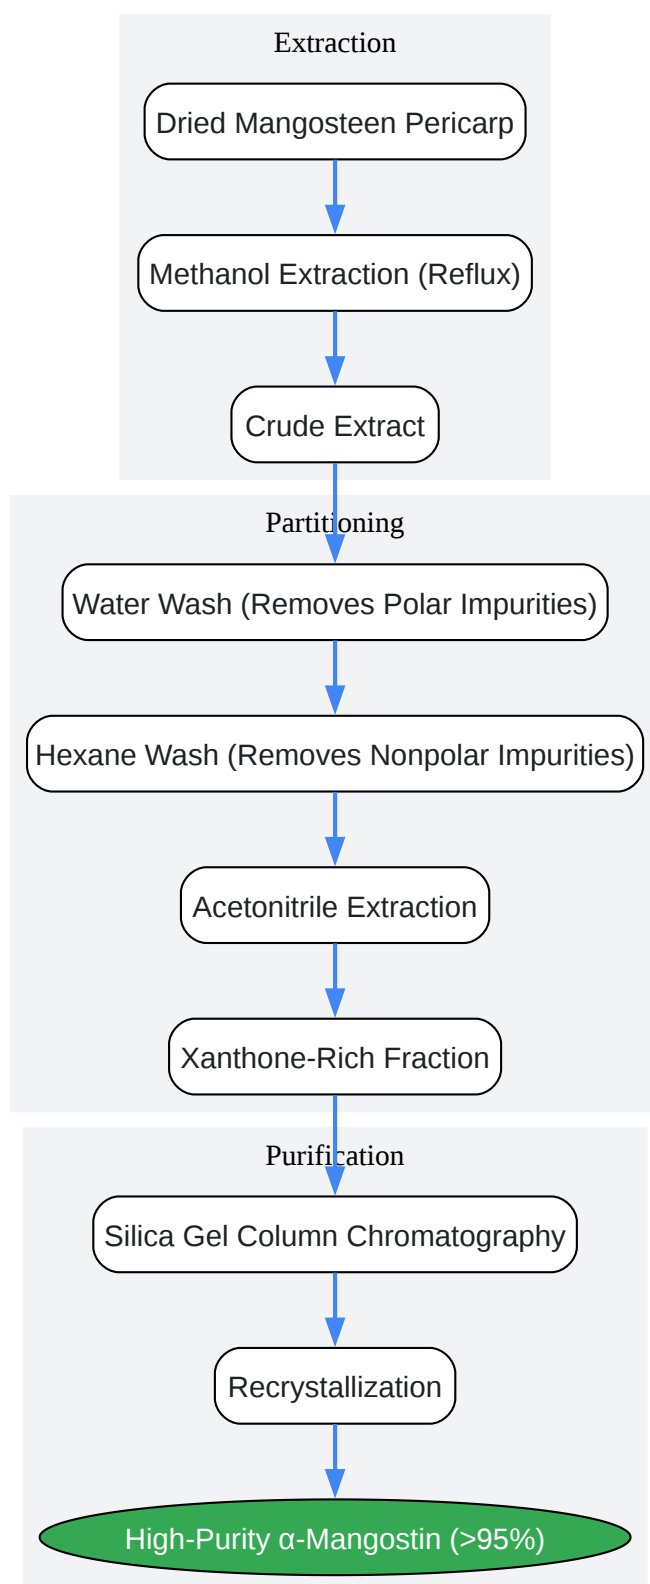 Extraction
Dried Mangosteen Pericarp
Methanol Extraction (Reflux)
Crude Extract
Partitioning
Water Wash (Removes Polar Impurities)
Hexane Wash (Removes Nonpolar Impurities)
Acetonitrile Extraction
Xanthone-Rich Fraction
Purification
Silica Gel Column Chromatography
Recrystallization
High-Purity α-Mangostin (>95%)